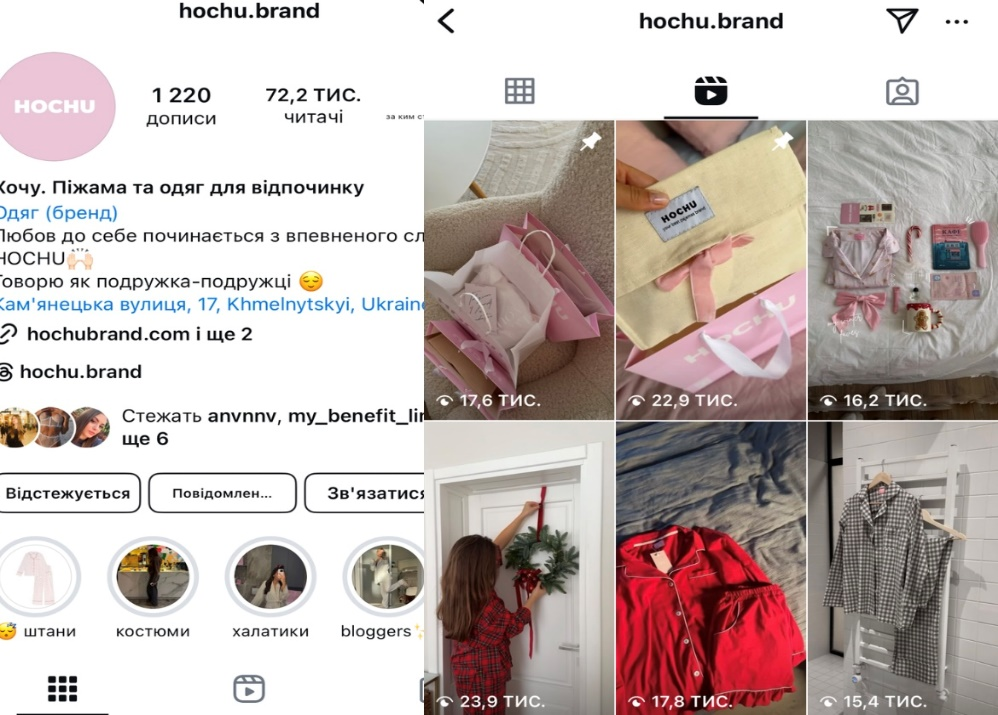 hochu.brand
HOCHU
1 220
дописи
72,2 ТИС.
читачі
за ким ст
Хочу. Піжама та одяг для відпочинку
Одяг (бренд)
Любов до себе починається з впевненого сл
HOCHU🙌🏻
Говорю як подружка-подружці 😌
Кам'янецька вулиця, 17, Khmelnytskyi, Ukraine
hochubrand.com і ще 2
hochu.brand
Стежать anvnnv, my_benefit_lin
ще 6
Відстежується
Повідомлен...
Зв'язатися
😴 штани
костюми
халатики
bloggers✨
hochu.brand
HOCHU
HOCHU
17,6 ТИС.
22,9 ТИС.
16,2 ТИС.
23,9 ТИС.
17,8 ТИС.
15,4 ТИС.